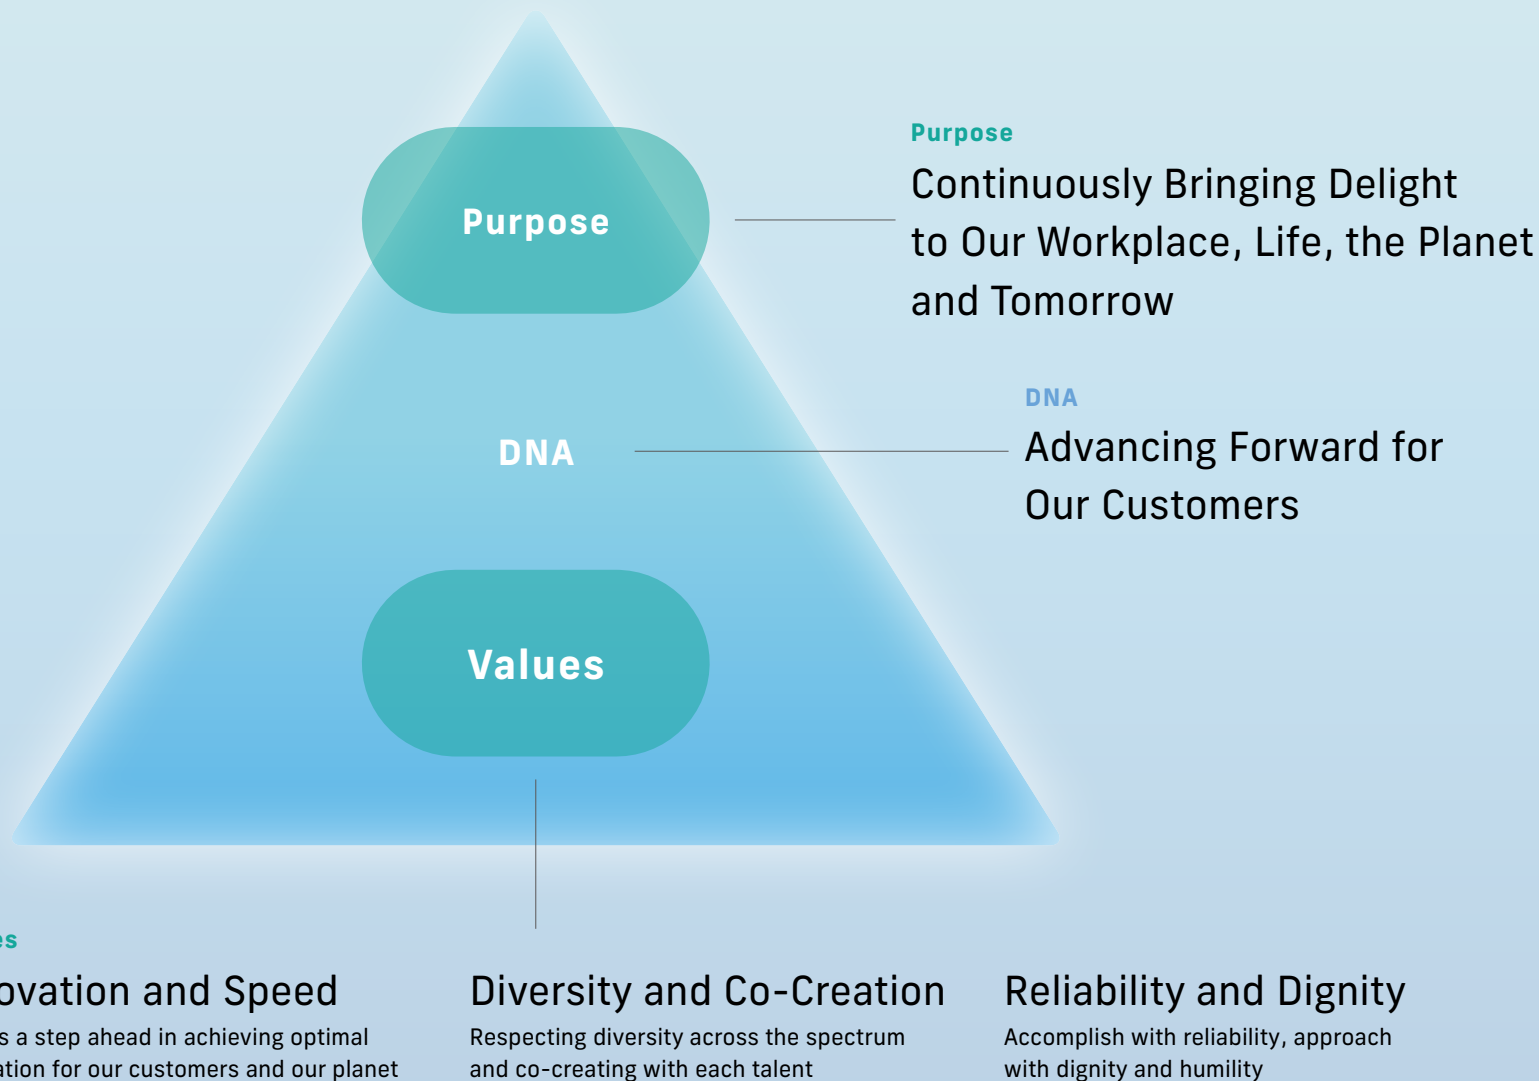 Purpose
Purpose
Continuously Bringing Delight
to Our Workplace, Life, the Planet
and Tomorrow
DNA
DNA
Advancing Forward for
Our Customers
Values
and Speed
a step ahead in achieving optimal
for our customers and our planet
Diversity and Co-Creation
Respecting diversity across the spectrum
and co-creating with each talent
Reliability and Dignity
Accomplish with reliability, approach
with dignity and humility